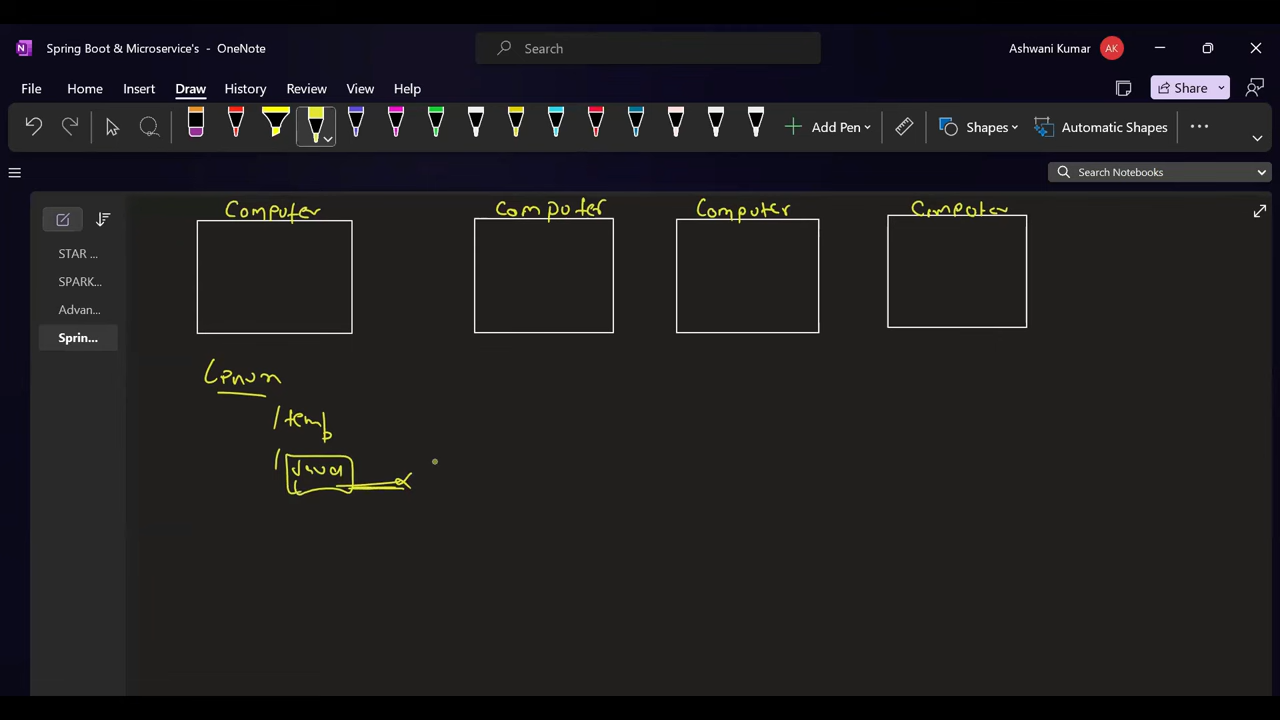 Spring Boot & Microservice's - OneNote
Search
Ashwani Kumar AK
File Home Insert Draw History Review View Help
Share
Add Pen
Shapes
Automatic Shapes
Search Notebooks
STAR ...
SPARK...
Advan...
Sprin...
Computer Computer Computer Computer
/temp
/Java